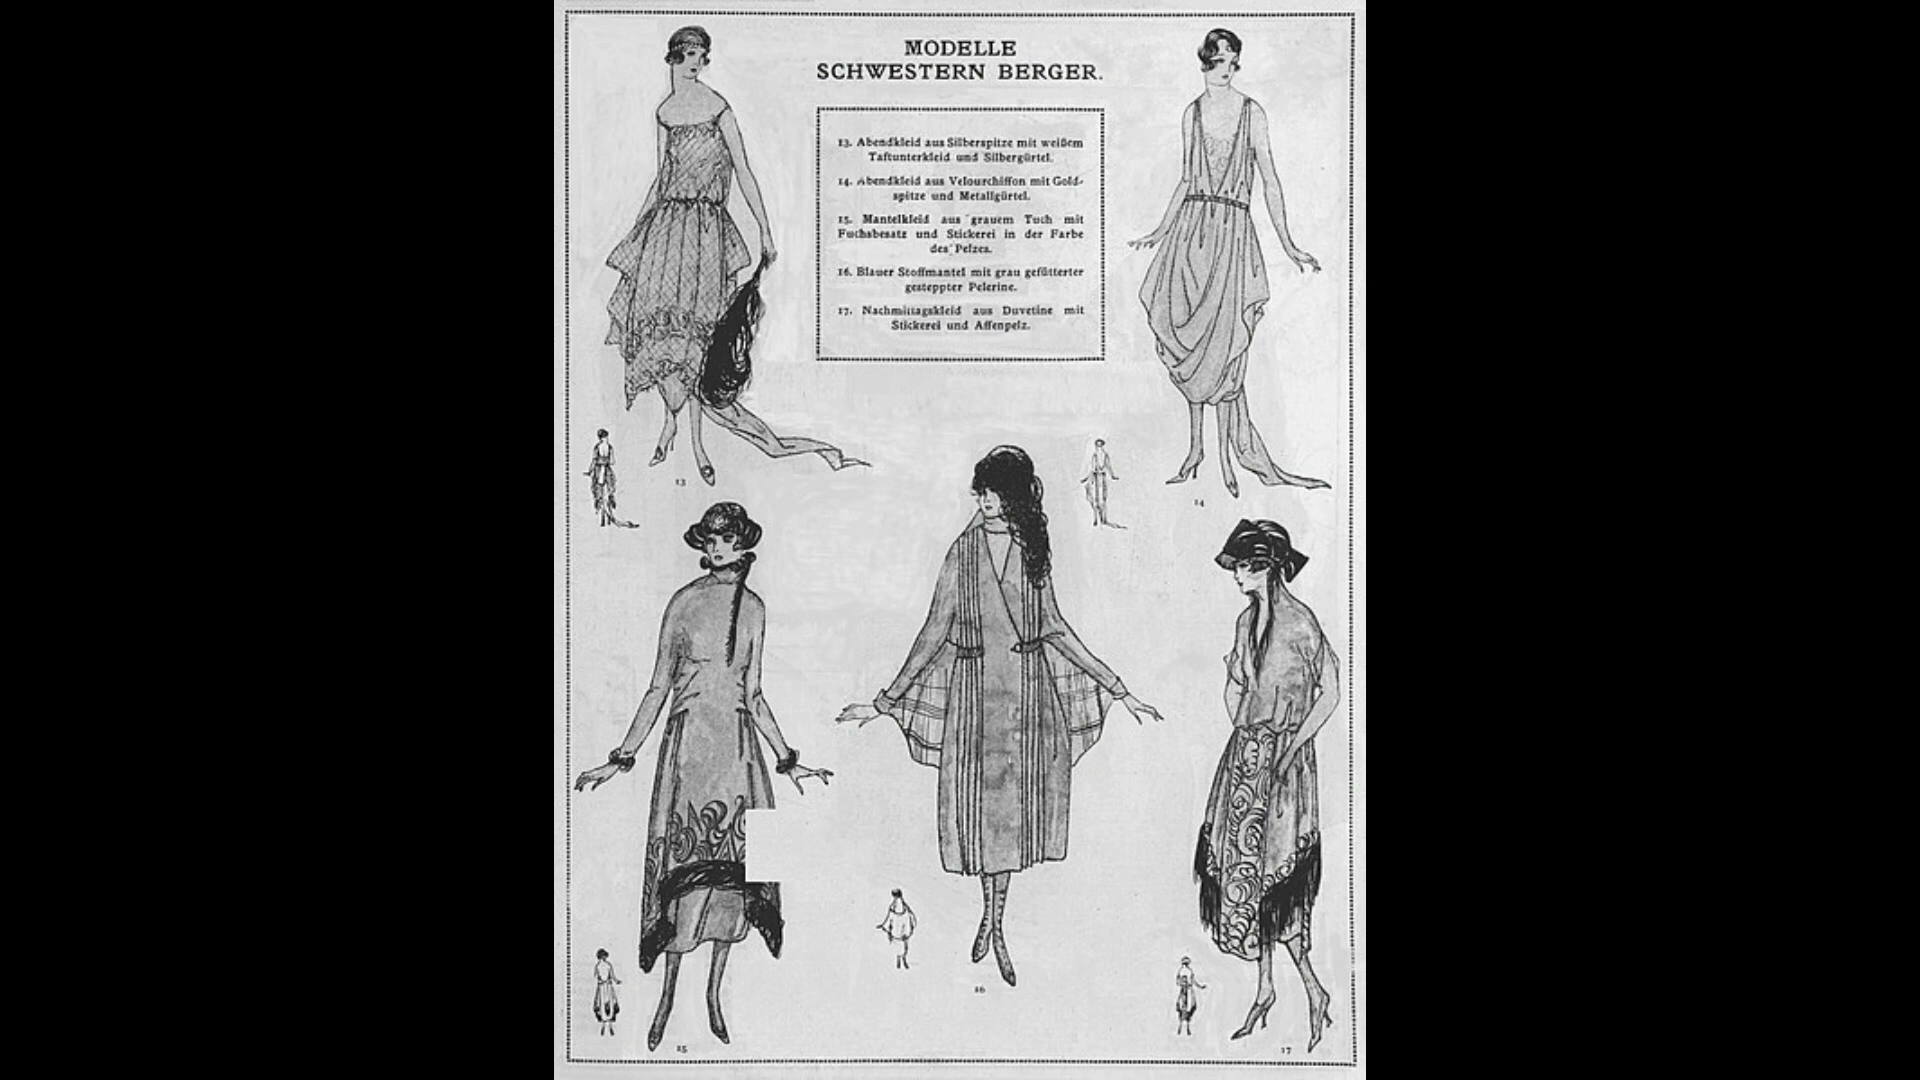 MODELLE
SCHWESTERN BERGER.
13. Abendkleid aus Silberspitze mit weißem
Taftunterkleid und Silbergürtel.
14. Abendkleid aus Velourchiffon mit Gold-
spitze und Metallgürtel.
15. Mantelkleid aus grauem Tuch mit
Fuchsbesatz und Stickerei in der Farbe
des Pelzes.
16. Blauer Stoffmantel mit grau gefütterter
gesteppter Pelerine.
17. Nachmittagskleid aus Duvetine mit
Stickerei und Affenpelz.
13
14
16
15
17